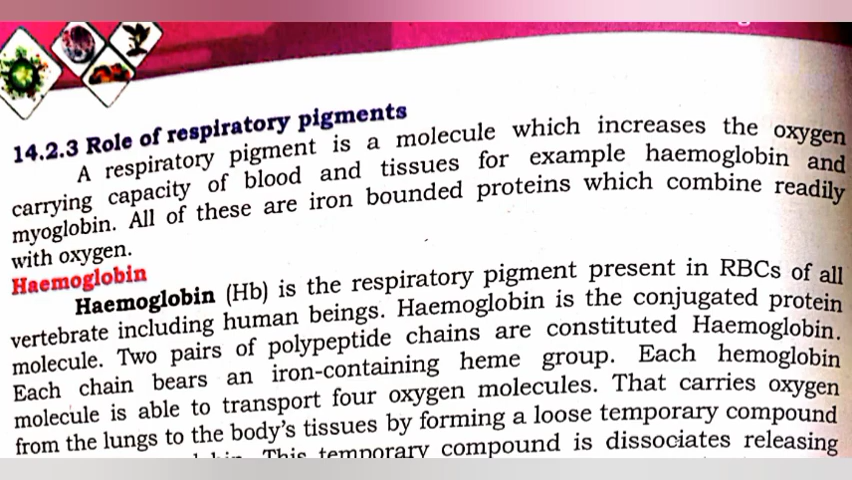 14.2.3 Role of respiratory pigments
A respiratory pigment is a molecule which increases the oxygen
carrying capacity of blood and tissues for example haemoglobin and
myoglobin. All of these are iron bounded proteins which combine readily
with oxygen.
Haemoglobin
Haemoglobin (Hb) is the respiratory pigment present in RBCs of all
vertebrate including human beings. Haemoglobin is the conjugated protein
molecule. Two pairs of polypeptide chains are constituted Haemoglobin.
Each chain bears an iron-containing heme group. Each hemoglobin
molecule is able to transport four oxygen molecules. That carries oxygen
from the lungs to the body's tissues by forming a loose temporary compound
This temporary compound is dissociates releasing